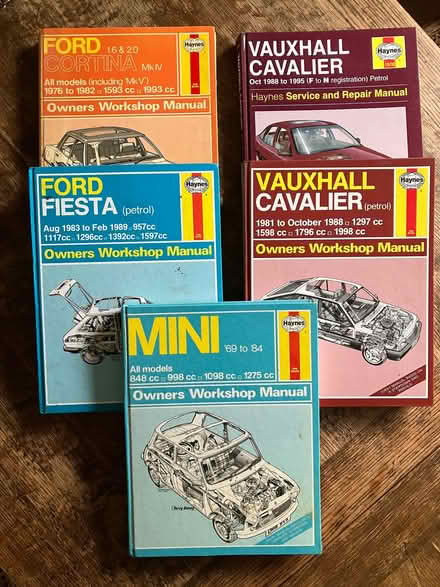 FORD 1.6 & 2.0
CORTINA Mk IV
All models (including 'Mk V')
1976 to 1982 □ 1593 cc □ 1993 cc
Owners Workshop Manual
Haynes
VAUXHALL
CAVALIER
Oct 1988 to 1995 (F to N registration) Petrol
Haynes Service and Repair Manual
Haynes
FORD
FIESTA (petrol)
Aug 1983 to Feb 1989 □ 957cc
1117cc □ 1296cc □ 1392cc □ 1597cc
Owners Workshop Manual
Haynes
VAUXHALL
CAVALIER (petrol)
1981 to October 1988 □ 1297 cc
1598 cc □ 1796 cc □ 1998 cc
Owners Workshop Manual
Haynes
MINI '69 to '84
All models
848 cc □ 998 cc □ 1098 cc □ 1275 cc
Owners Workshop Manual
Haynes